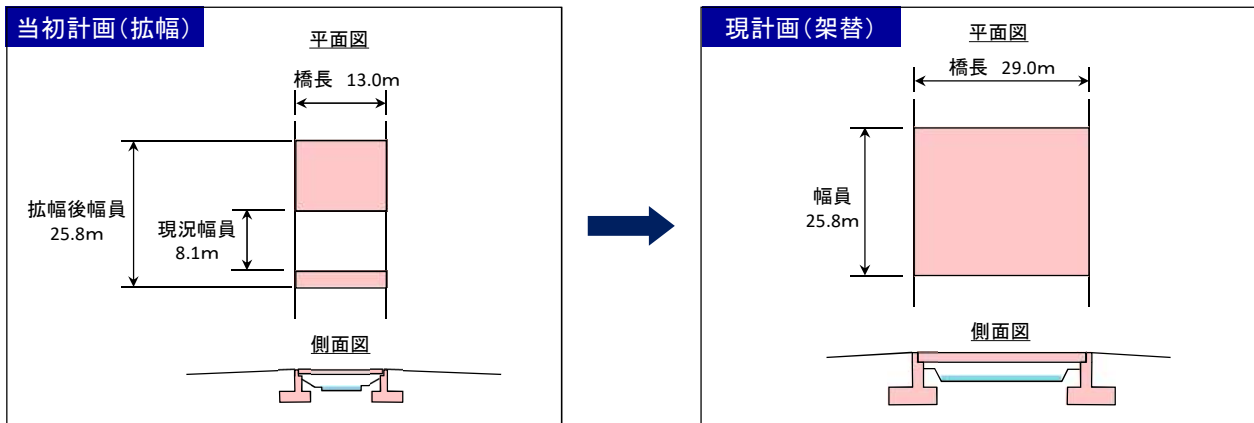 当初計画(拡幅)
平面図
橋長 13.0m
拡幅後幅員
25.8m
現況幅員
8.1m
側面図
現計画(架替)
平面図
橋長 29.0m
幅員
25.8m
側面図